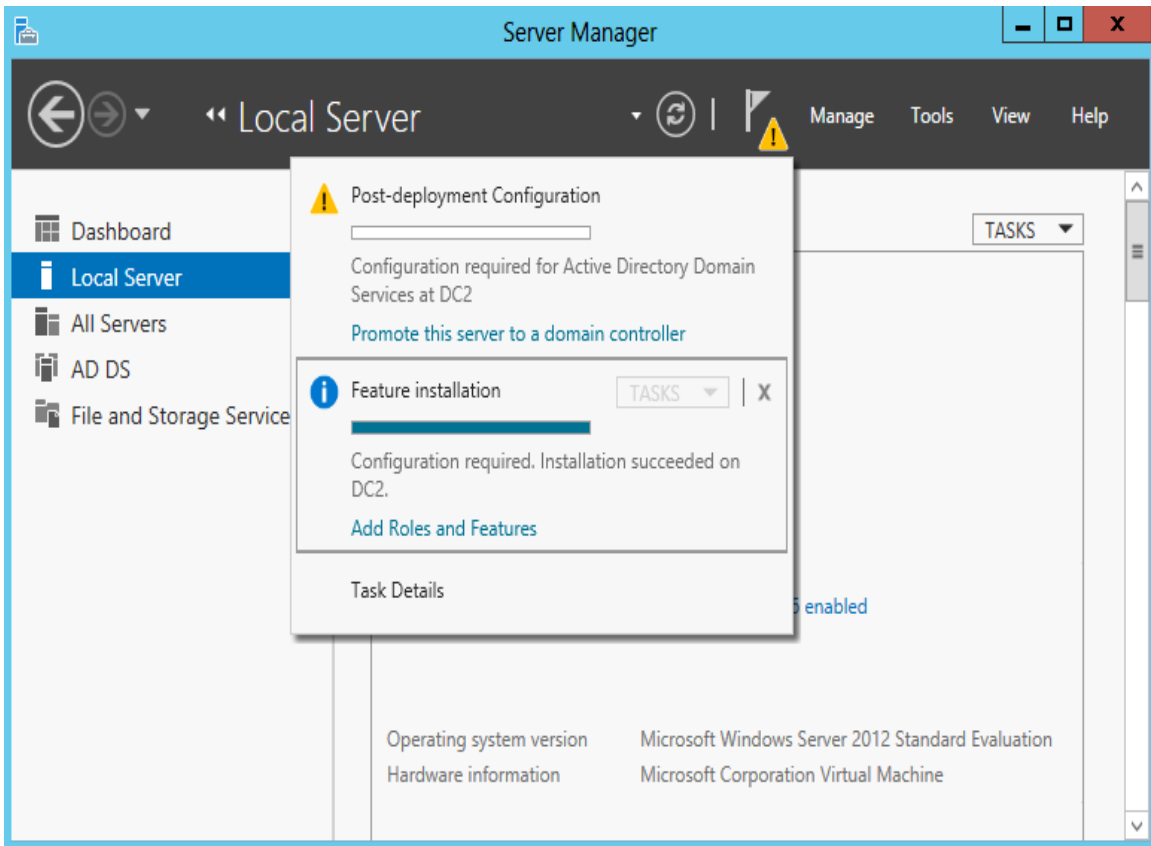 Server Manager
Local Server
Manage Tools View Help
Dashboard
Local Server
All Servers
AD DS
File and Storage Service
Post-deployment Configuration
Configuration required for Active Directory Domain
Services at DC2
Promote this server to a domain controller
Feature installation
TASKS
X
Configuration required. Installation succeeded on
DC2.
Add Roles and Features
Task Details
TASKS
enabled
Operating system version Microsoft Windows Server 2012 Standard Evaluation
Hardware information Microsoft Corporation Virtual Machine